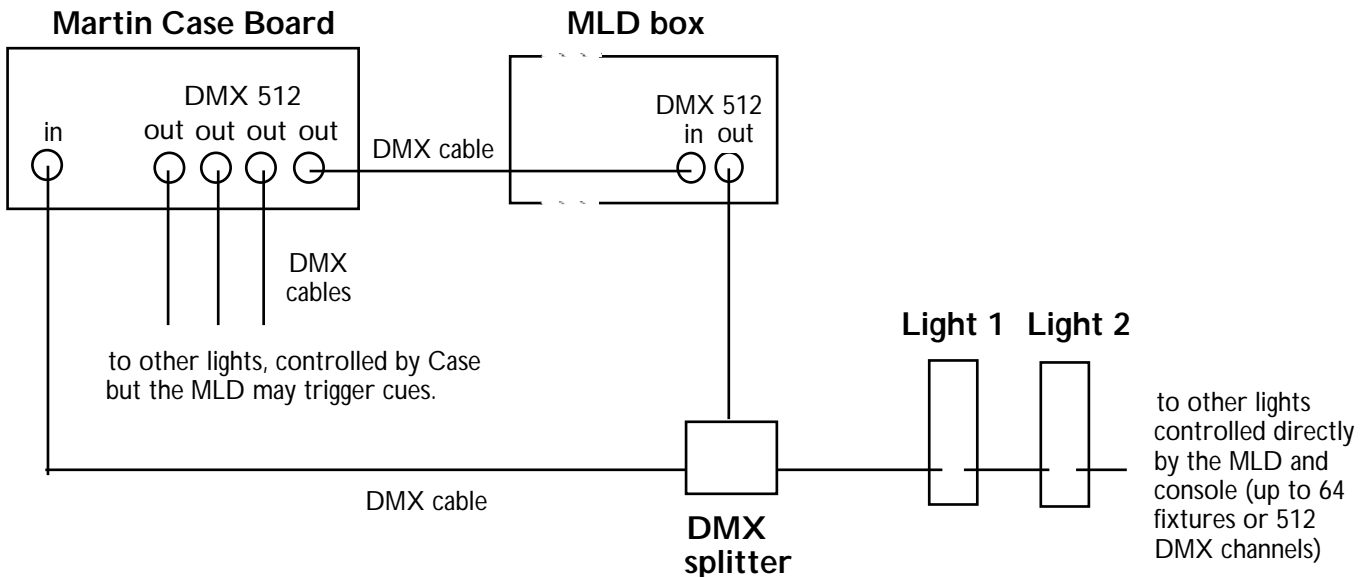 Martin Case Board
MLD box
DMX 512
in
out out out out
DMX cable
DMX 512
in out
DMX
cables
to other lights, controlled by Case
but the MLD may trigger cues.
Light 1 Light 2
to other lights
controlled directly
by the MLD and
console (up to 64
fixtures or 512
DMX channels)
DMX cable
DMX
splitter